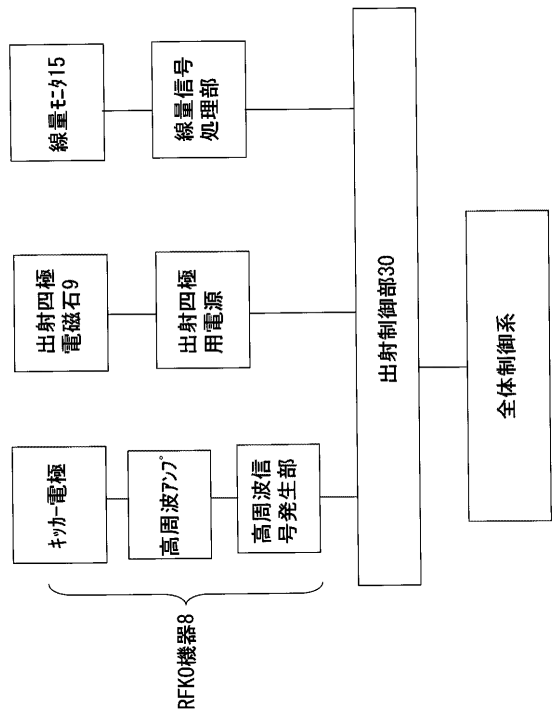 RFKO機器8
キッカー電極
高周波アンプ
高周波信
号発生部
出射四極
電磁石9
出射四極
用電源
線量モニタ15
線量信号
処理部
出射制御部30
全体制御系